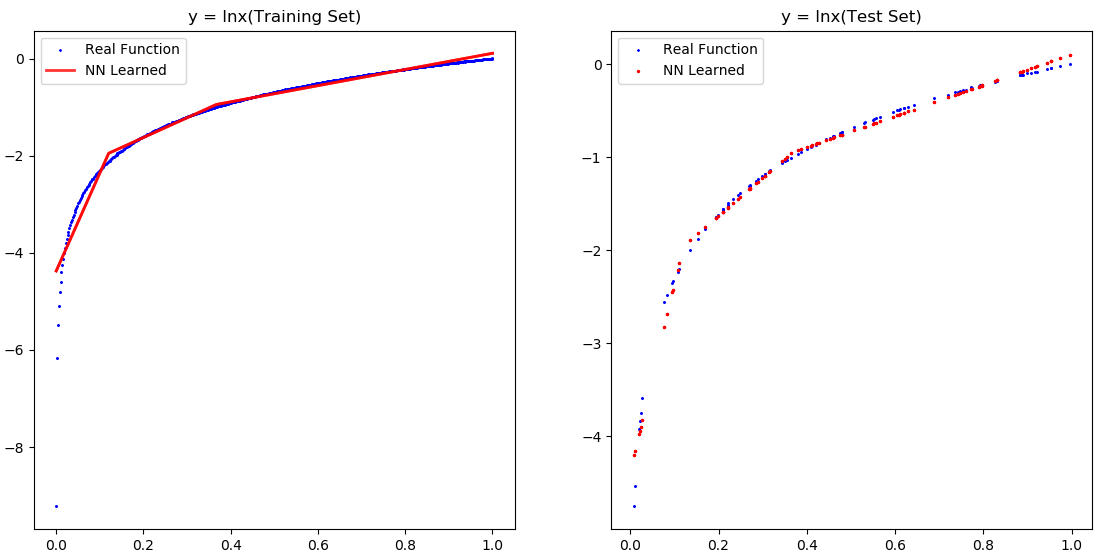 y = lnx(Training Set)
Real Function
NN Learned
0
−2
−4
−6
−8
0.0 0.2 0.4 0.6 0.8 1.0
y = lnx(Test Set)
Real Function
NN Learned
0
−1
−2
−3
−4
0.0 0.2 0.4 0.6 0.8 1.0